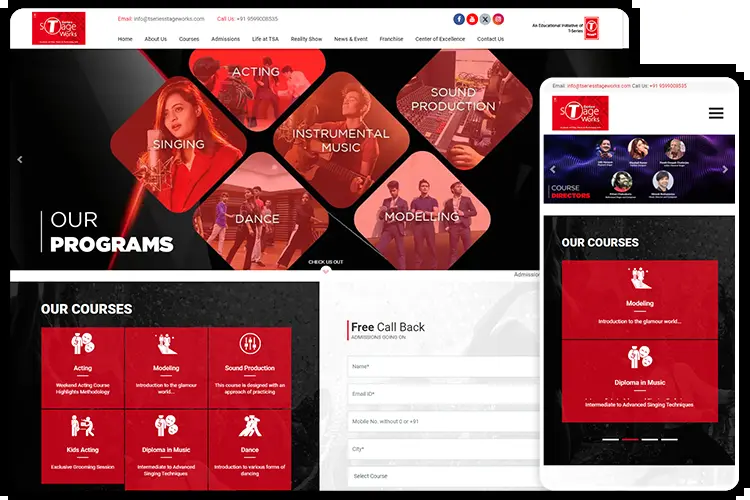 Email: info@tseriesstageworks.com Call Us: +91 9599008535
An Educational Initiative of
T-Series
T-Series
StageWorks
Home About Us Courses Admissions Life at TSA Reality Show News & Event Franchise Center of Excellence Contact Us
ACTING
SOUND
PRODUCTION
INSTRUMENTAL
MUSIC
SINGING
DANCE
MODELLING
OUR
PROGRAMS
CHECK US OUT
Admission
OUR COURSES
Acting
Weekend Acting Course
Highlights Methodology
Modeling
Introduction to the glamour
world...
Sound Production
This course is designed with an
approach of practicing
Kids Acting
Exclusive Grooming Session
Diploma in Music
Intermediate to Advanced
Singing Techniques
Dance
Introduction to various forms of
dancing
Free Call Back
ADMISSIONS GOING ON
Name*
Email ID*
Mobile No. without 0 or +91
City*
Select Course
Email: info@tseriesstageworks.com Call Us: +91 9599008535
StageWorks
COURSE
DIRECTORS
OUR COURSES
Modeling
Introduction to the glamour world...
Diploma in Music
Intermediate to Advanced Singing Techniques